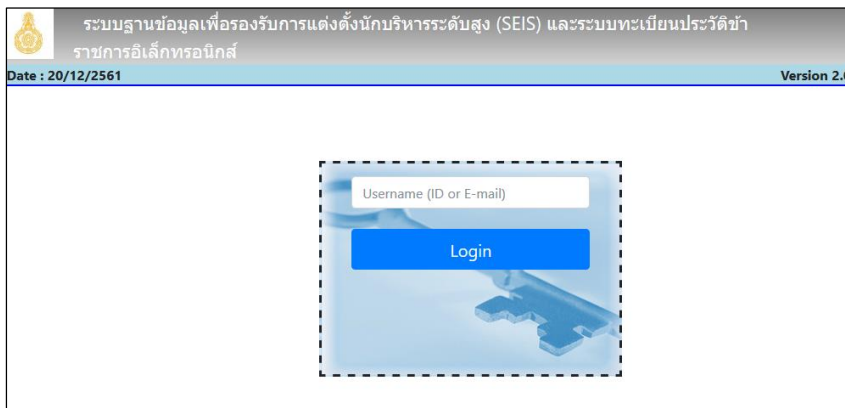 ระบบฐานข้อมูลเพื่อรองรับการแต่งตั้งนักบริหารระดับสูง (SEIS) และระบบทะเบียนประวัติข้า
ราชการอิเล็กทรอนิกส์
Date : 20/12/2561 Version 2.
Username (ID or E-mail)
Login